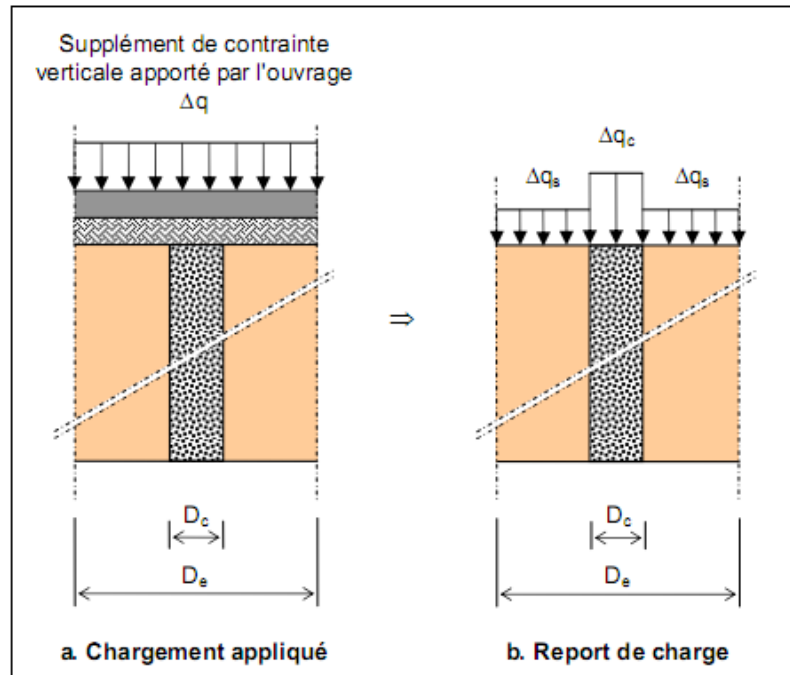 Supplément de contrainte
verticale apporté par l'ouvrage
Δq
Δqc
Δqs Δqs
⇒
Dc Dc
De De
a. Chargement appliqué b. Report de charge